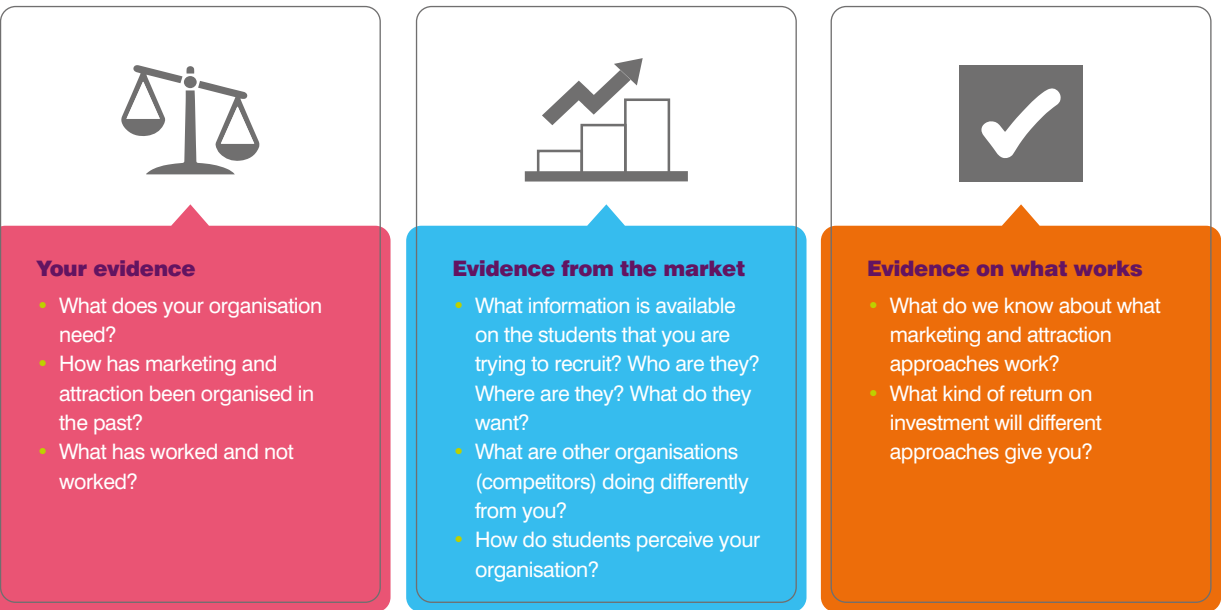 Your evidence
• What does your organisation
need?
• How has marketing and
attraction been organised in
the past?
• What has worked and not
worked?
Evidence from the market
• What information is available
on the students that you are
trying to recruit? Who are they?
Where are they? What do they
want?
• What are other organisations
(competitors) doing differently
from you?
• How do students perceive your
organisation?
Evidence on what works
• What do we know about what
marketing and attraction
approaches work?
• What kind of return on
investment will different
approaches give you?